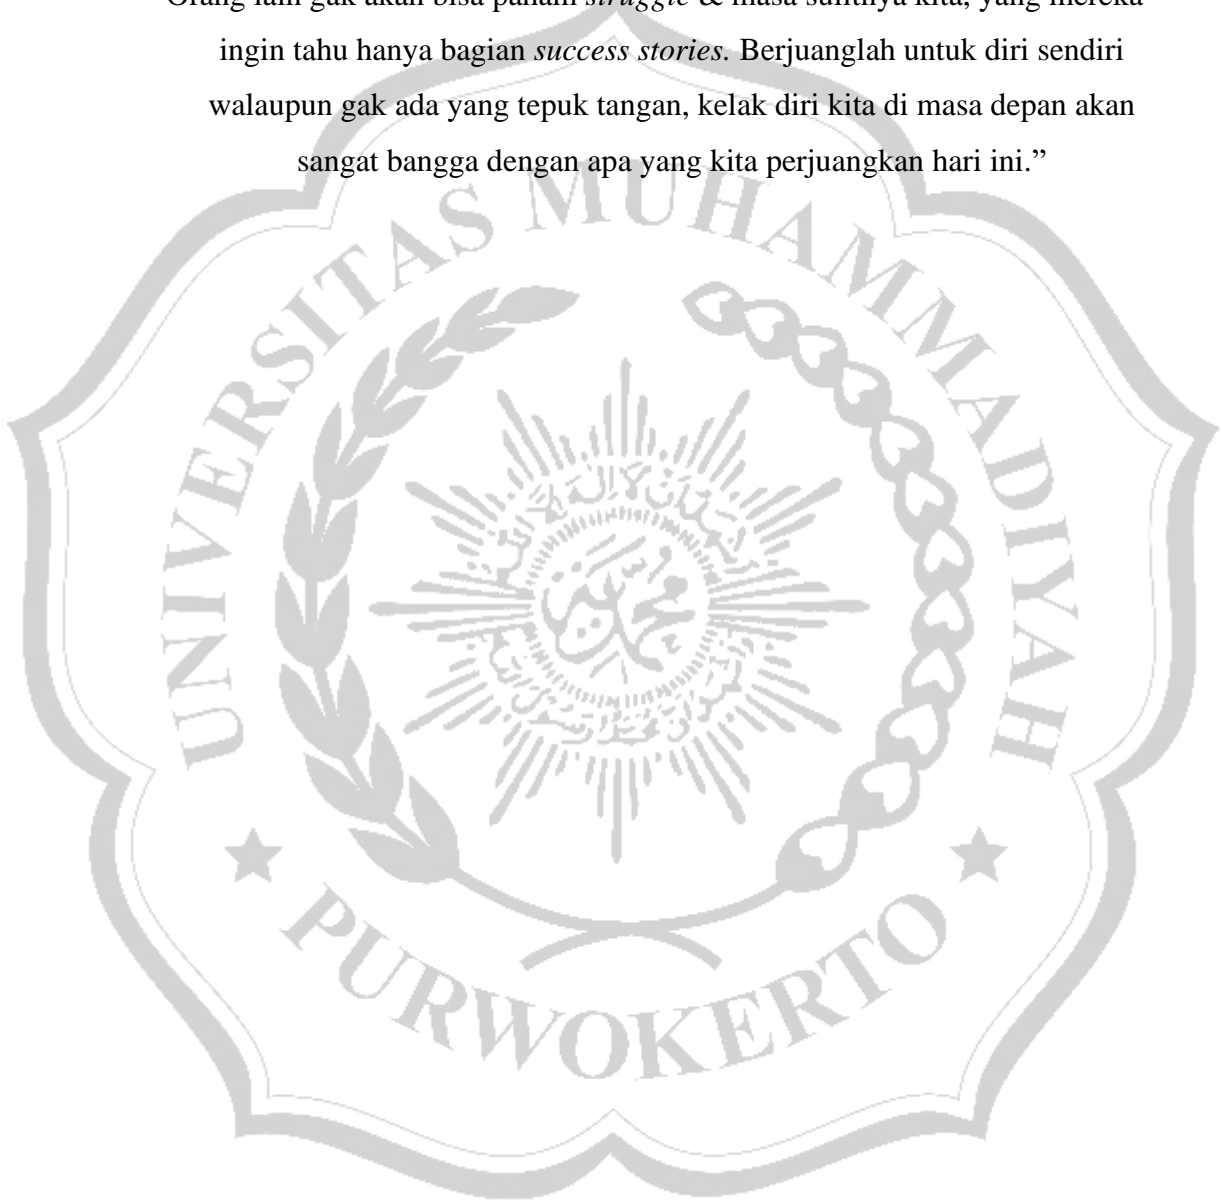 Orang lain gak akan bisa paham struggle & masa sulitnya kita, yang mereka
ingin tahu hanya bagian success stories. Berjuanglah untuk diri sendiri
walaupun gak ada yang tepuk tangan, kelak diri kita di masa depan akan
sangat bangga dengan apa yang kita perjuangkan hari ini.”
UNIVERSITAS MUHAMMADIYAH
PURWOKERTO